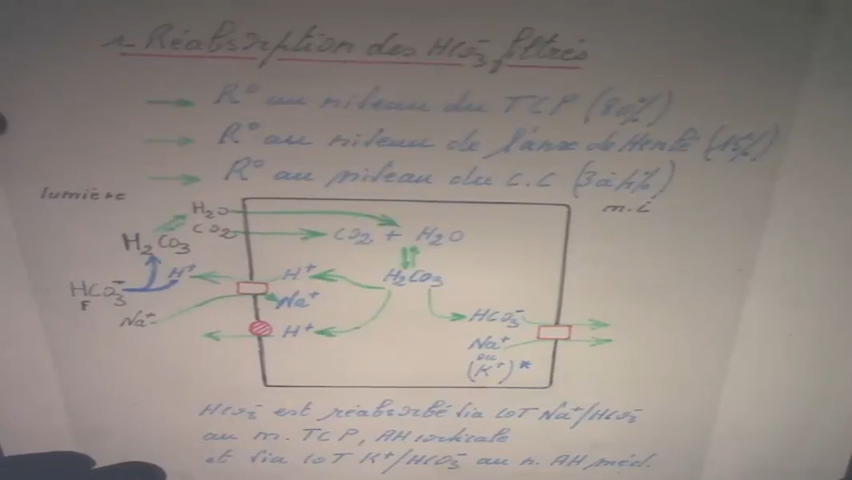 1. Réabsorption des HCO3⁻ filtrés
→ R° au niveau du TCP (80%)
→ R° au niveau de l'anse de Henlé (15%)
→ R° au niveau du C.C (3 à 4%)
lumière
m.i
H2O
CO2
CO2 + H2O
H2CO3
H⁺
H⁺
H2CO3
HCO3⁻
F
Na⁺
Na⁺
H⁺
HCO3⁻
Na⁺
ou
(K⁺)*
HCO3⁻ est réabsorbé via coT Na⁺/HCO3⁻
au n. TCP, AH corticale
et via coT K⁺/HCO3⁻ au n. AH méd.